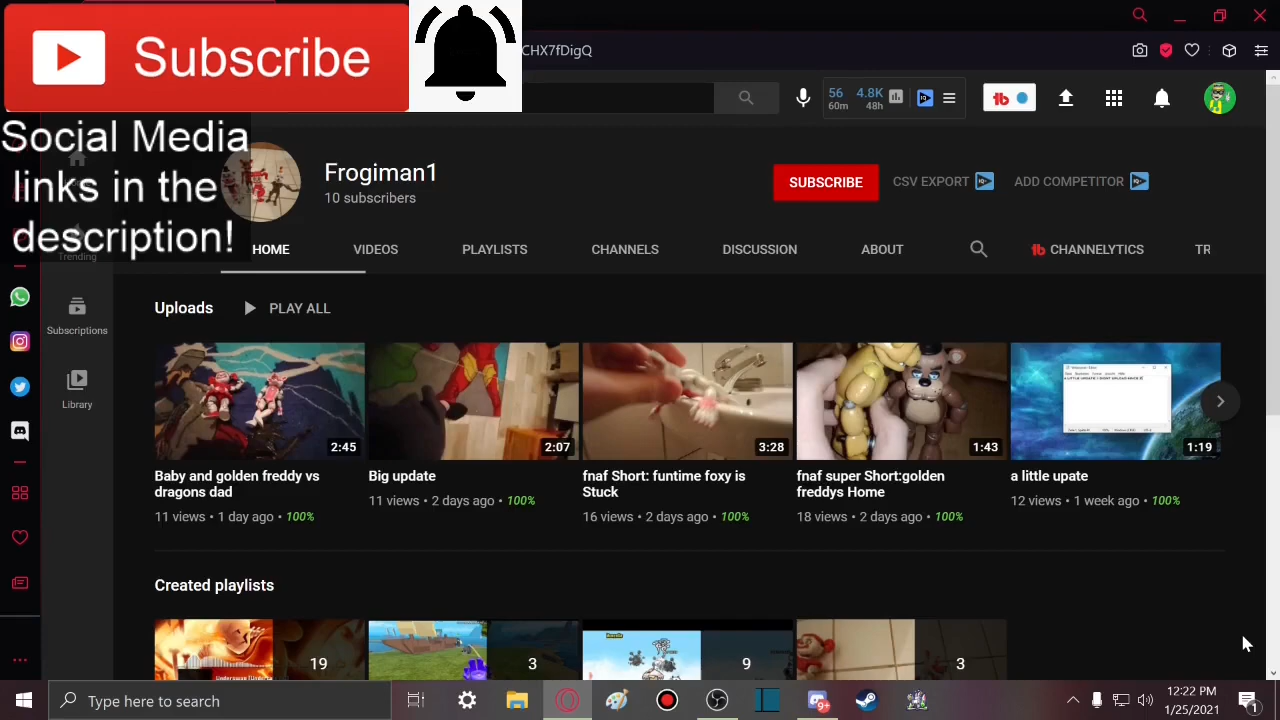 Subscribe
CHX7fDigQ
56
60m
4.8K
48h
Social Media
links in the
description!
Frogiman1
10 subscribers
SUBSCRIBE
CSV EXPORT
ADD COMPETITOR
HOME
VIDEOS
PLAYLISTS
CHANNELS
DISCUSSION
ABOUT
CHANNELYTICS
TR
Trending
Subscriptions
Library
Uploads
PLAY ALL
2:45
2:07
3:28
1:43
1:19
Baby and golden freddy vs
dragons dad
11 views • 1 day ago • 100%
Big update
11 views • 2 days ago • 100%
fnaf Short: funtime foxy is
Stuck
16 views • 2 days ago • 100%
fnaf super Short:golden
freddys Home
18 views • 2 days ago • 100%
a little upate
12 views • 1 week ago • 100%
Created playlists
19
3
9
3
Type here to search
9+
12:22 PM
1/25/2021
1